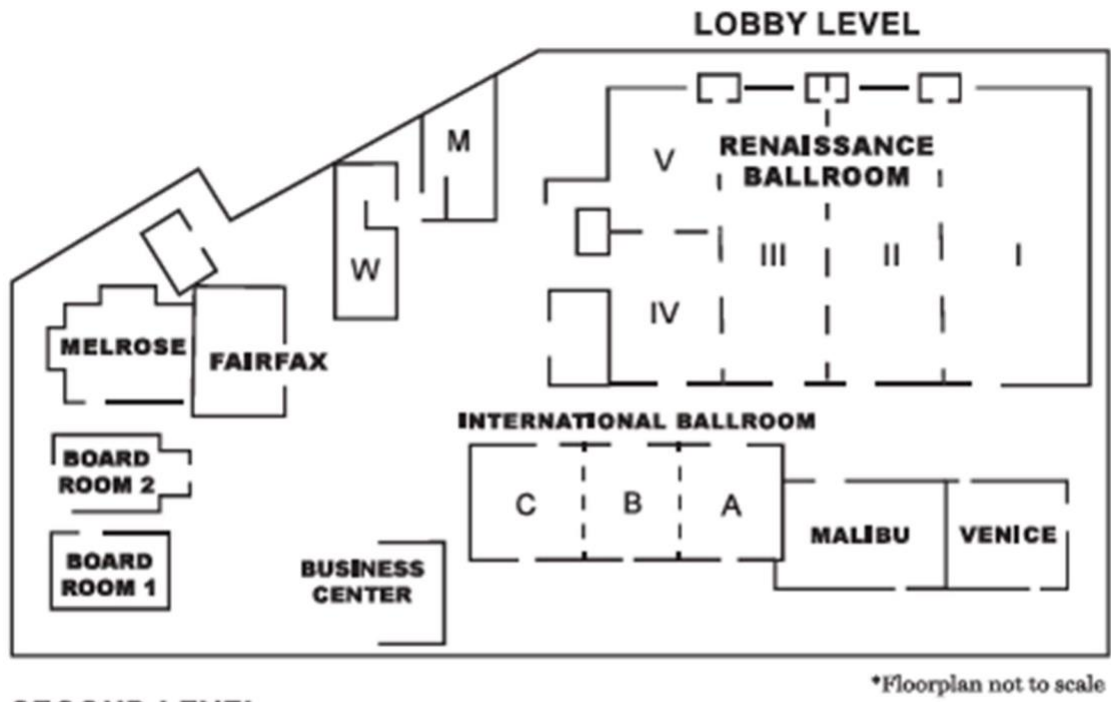 LOBBY LEVEL
M
V
RENAISSANCE
BALLROOM
W
III
II
I
IV
MELROSE
FAIRFAX
INTERNATIONAL BALLROOM
BOARD
ROOM 2
C
B
A
MALIBU
VENICE
BOARD
ROOM 1
BUSINESS
CENTER
*Floorplan not to scale